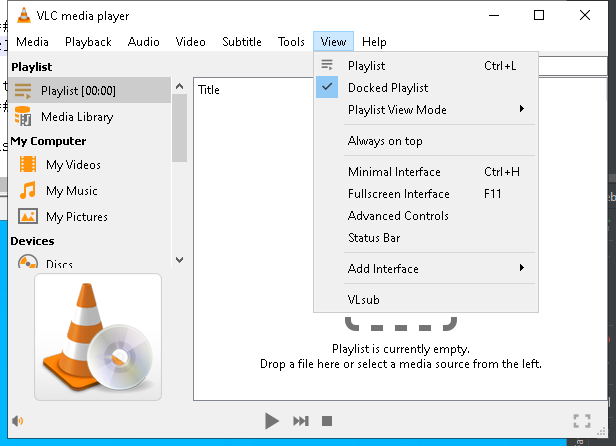 VLC media player
Media Playback Audio Video Subtitle Tools View Help
Playlist
Playlist [00:00]
Media Library
My Computer
My Videos
My Music
My Pictures
Devices
Discs
Title
Playlist Ctrl+L
Docked Playlist
Playlist View Mode
Always on top
Minimal Interface Ctrl+H
Fullscreen Interface F11
Advanced Controls
Status Bar
Add Interface
VLsub
Playlist is currently empty.
Drop a file here or select a media source from the left.